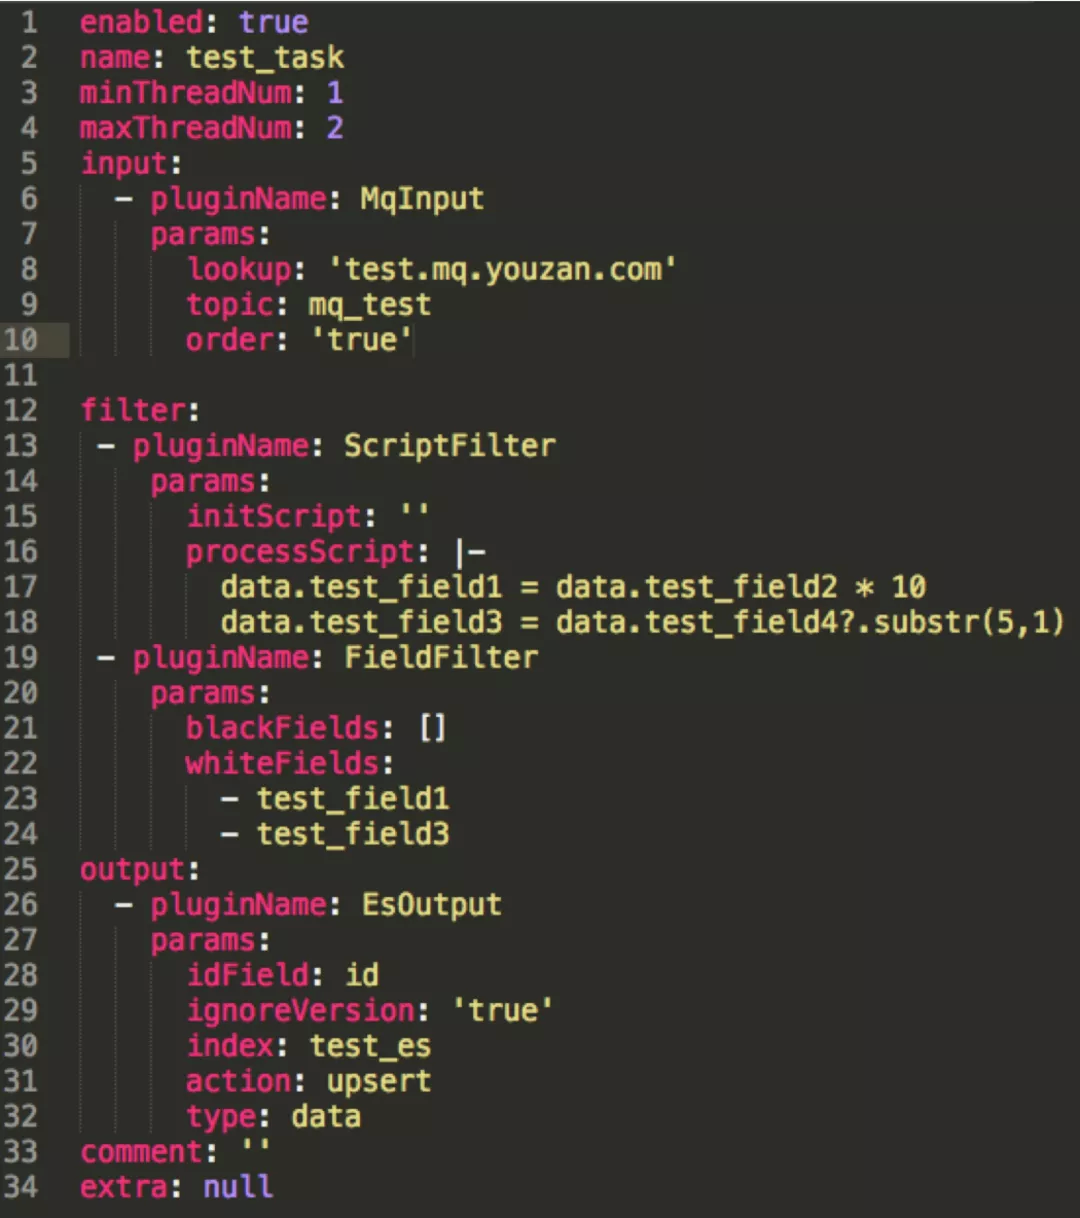 1 enabled: true
2 name: test_task
3 minThreadNum: 1
4 maxThreadNum: 2
5 input:
6   - pluginName: MqInput
7     params:
8       lookup: 'test.mq.youzan.com'
9       topic: mq_test
10       order: 'true'
11
12 filter:
13  - pluginName: ScriptFilter
14     params:
15       initScript: ''
16       processScript: |-
17         data.test_field1 = data.test_field2 * 10
18         data.test_field3 = data.test_field4?.substr(5,1)
19  - pluginName: FieldFilter
20     params:
21       blackFields: []
22       whiteFields:
23         - test_field1
24         - test_field3
25 output:
26   - pluginName: EsOutput
27     params:
28       idField: id
29       ignoreVersion: 'true'
30       index: test_es
31       action: upsert
32       type: data
33 comment: ''
34 extra: null